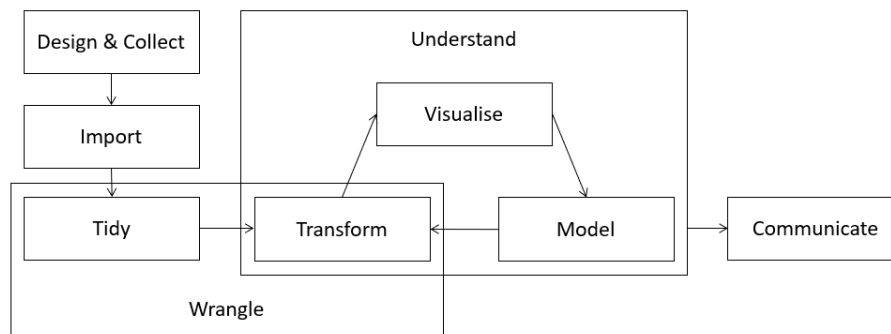 Design & Collect
Understand
Visualise
Import
Tidy
Transform
Model
Communicate
Wrangle